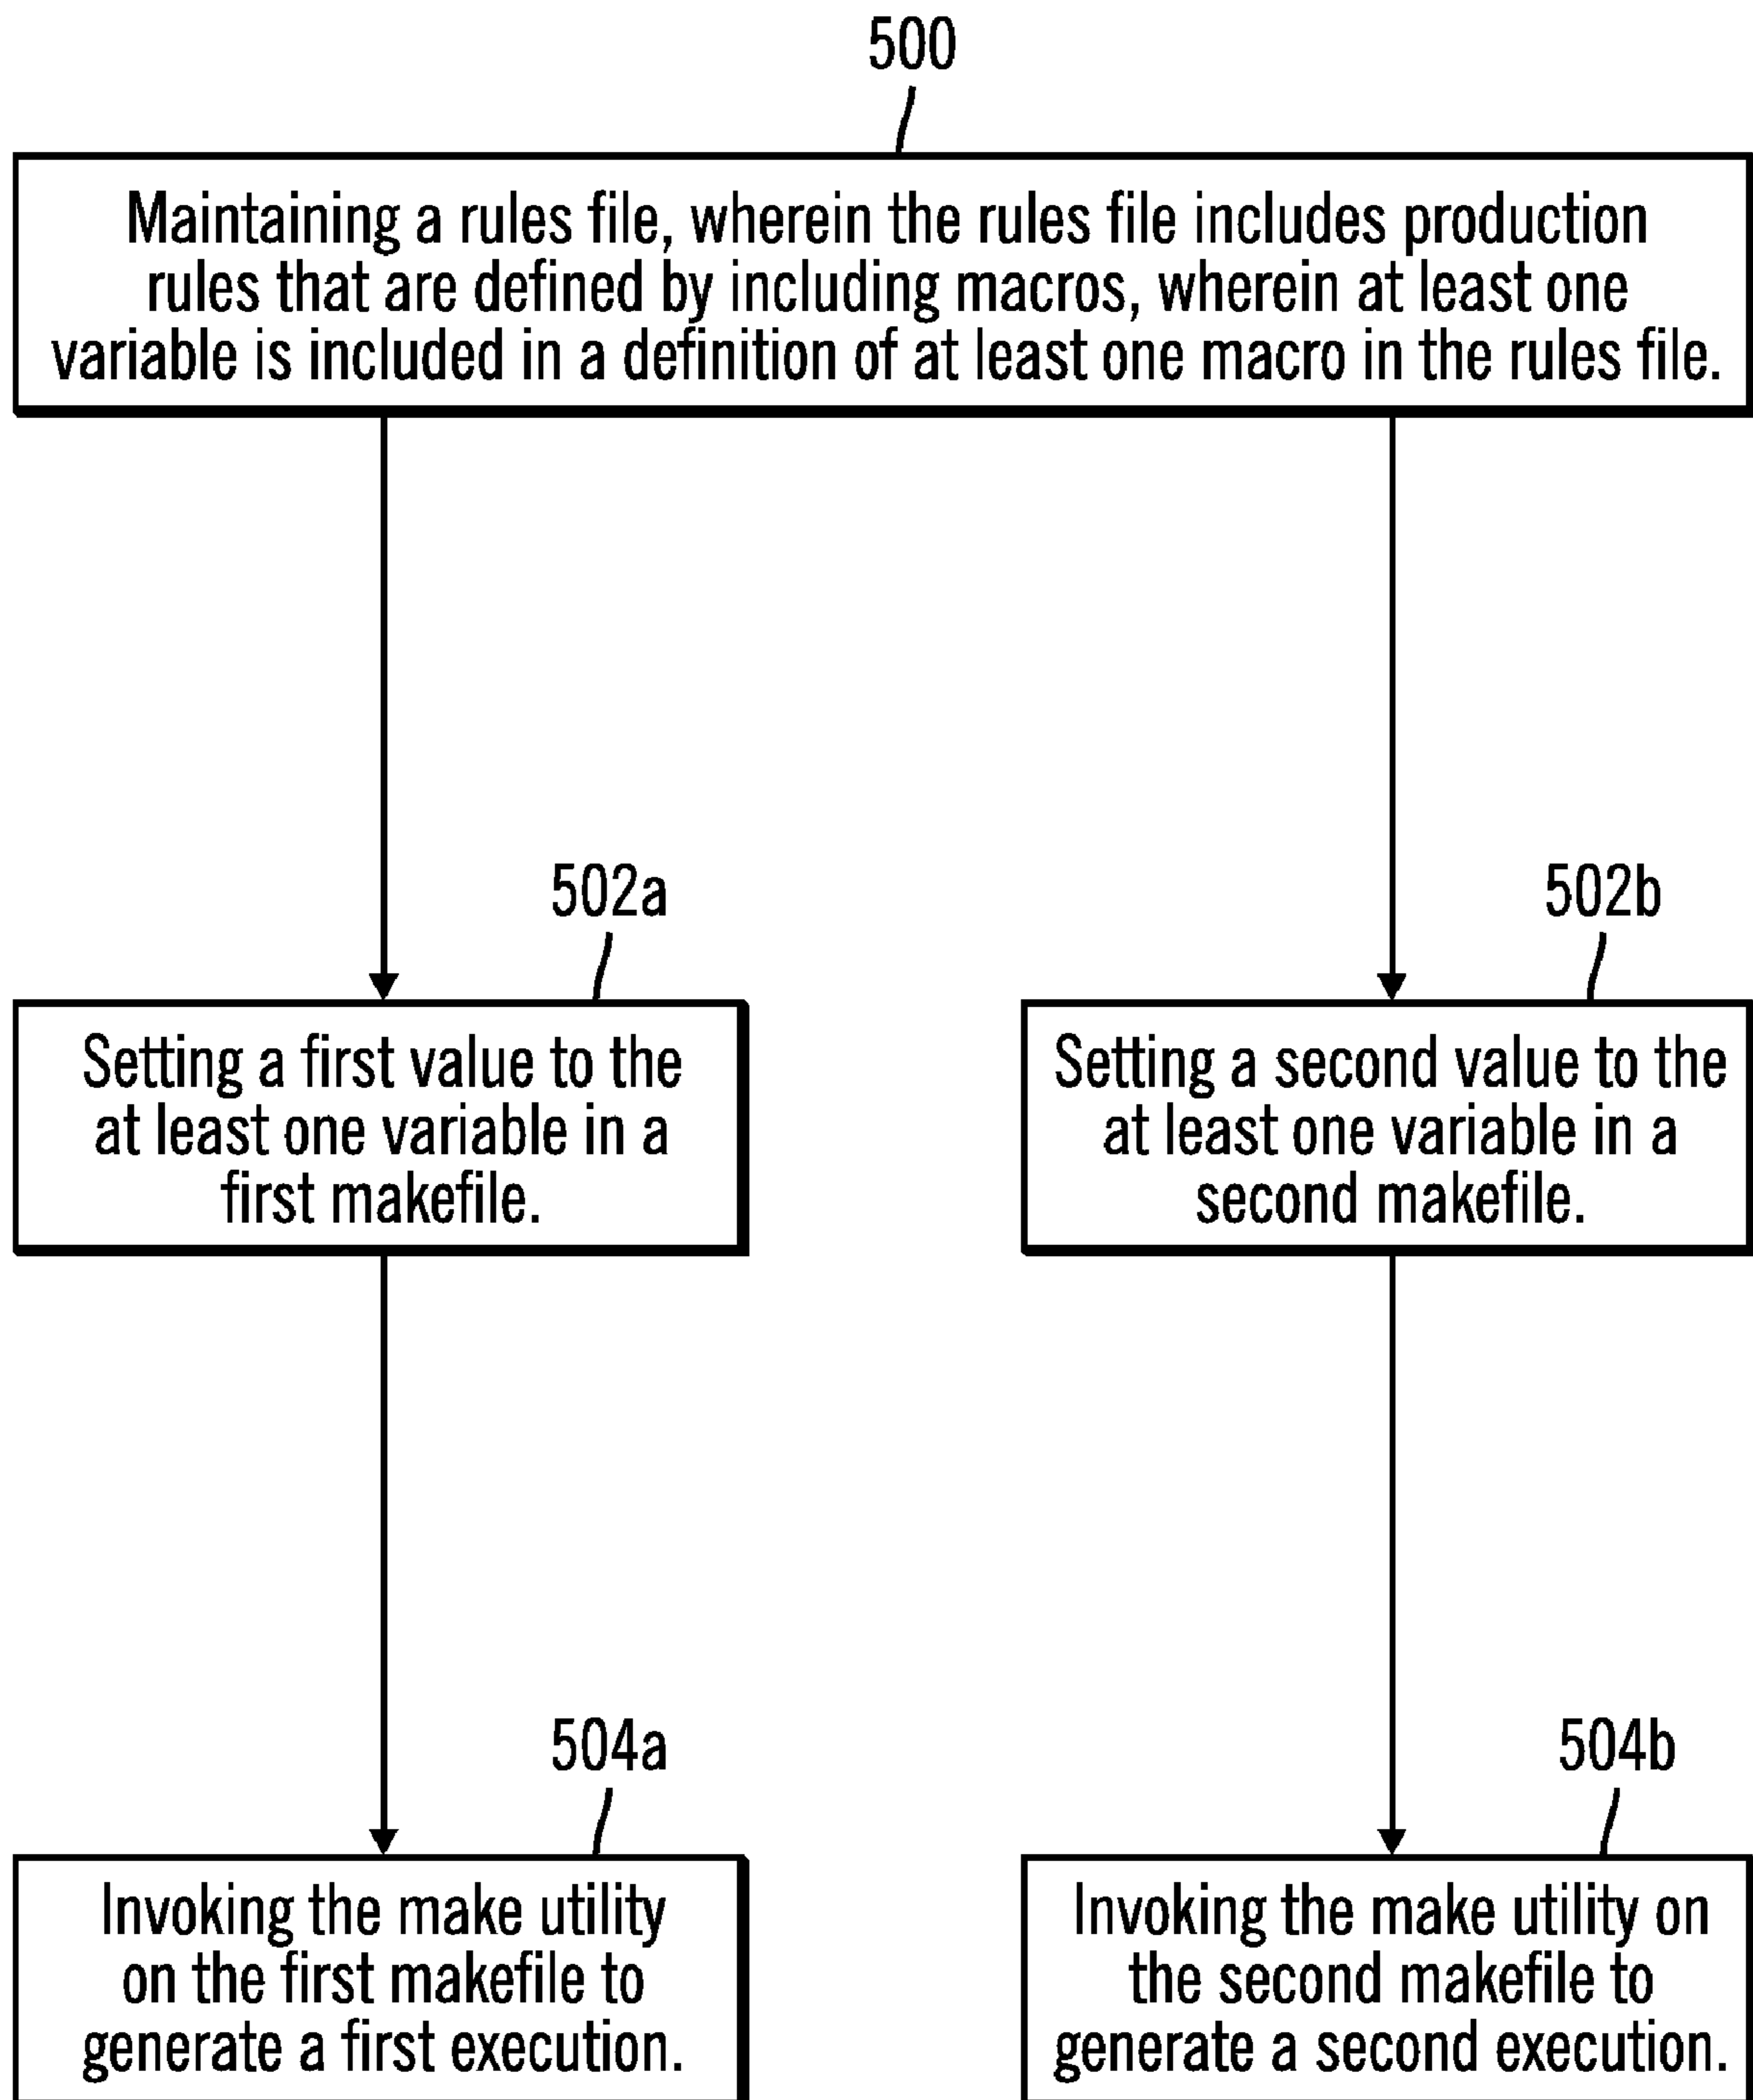 500
Maintaining a rules file, wherein the rules file includes production
rules that are defined by including macros, wherein at least one
variable is included in a definition of at least one macro in the rules file.
502a
Setting a first value to the
at least one variable in a
first makefile.
502b
Setting a second value to the
at least one variable in a
second makefile.
504a
Invoking the make utility
on the first makefile to
generate a first execution.
504b
Invoking the make utility on
the second makefile to
generate a second execution.